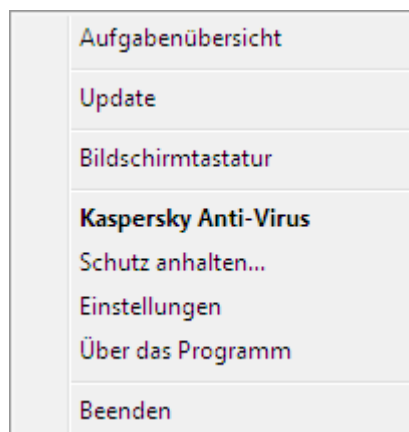 Aufgabenübersicht
Update
Bildschirmtastatur
Kaspersky Anti-Virus
Schutz anhalten...
Einstellungen
Über das Programm
Beenden